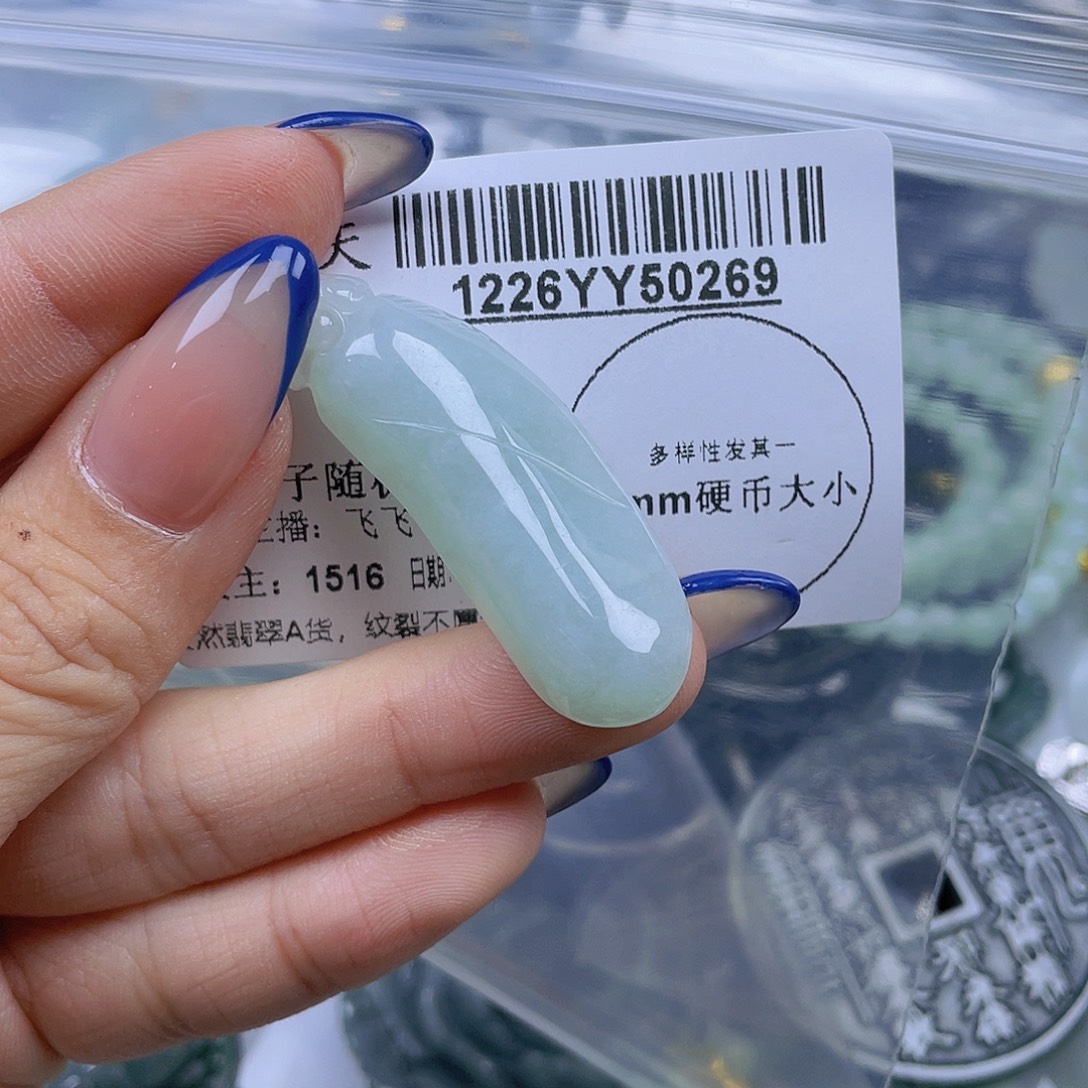 天
1226YY50269
多样性发其一
mm硬币大小
子随
主播：飞飞
主：1516 日期：
然翡翠A货，纹裂不